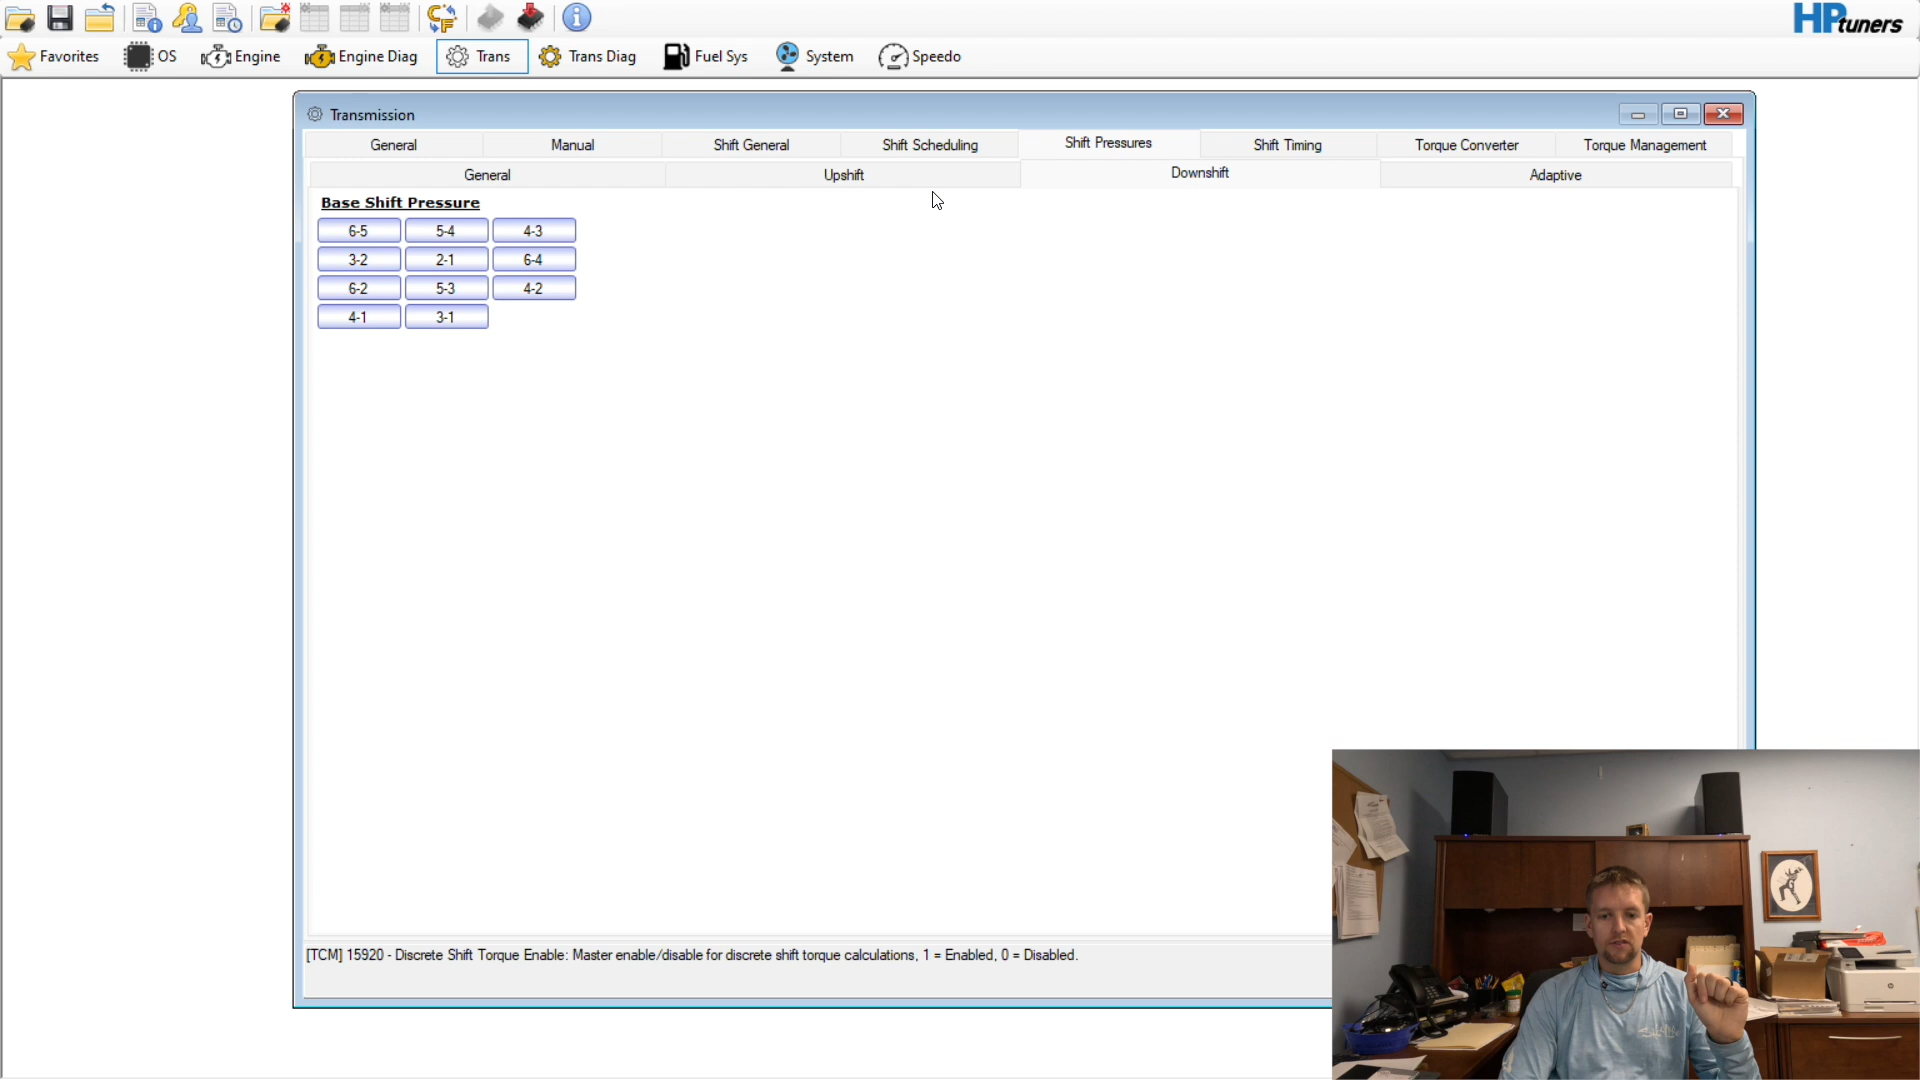 HPtuners
Favorites OS Engine Engine Diag Trans Trans Diag Fuel Sys System Speedo
Transmission
General Manual Shift General Shift Scheduling Shift Pressures Shift Timing Torque Converter Torque Management
General Upshift Downshift Adaptive
Base Shift Pressure
6-5 5-4 4-3
3-2 2-1 6-4
6-2 5-3 4-2
4-1 3-1
[TCM] 15920 - Discrete Shift Torque Enable: Master enable/disable for discrete shift torque calculations, 1 = Enabled, 0 = Disabled.